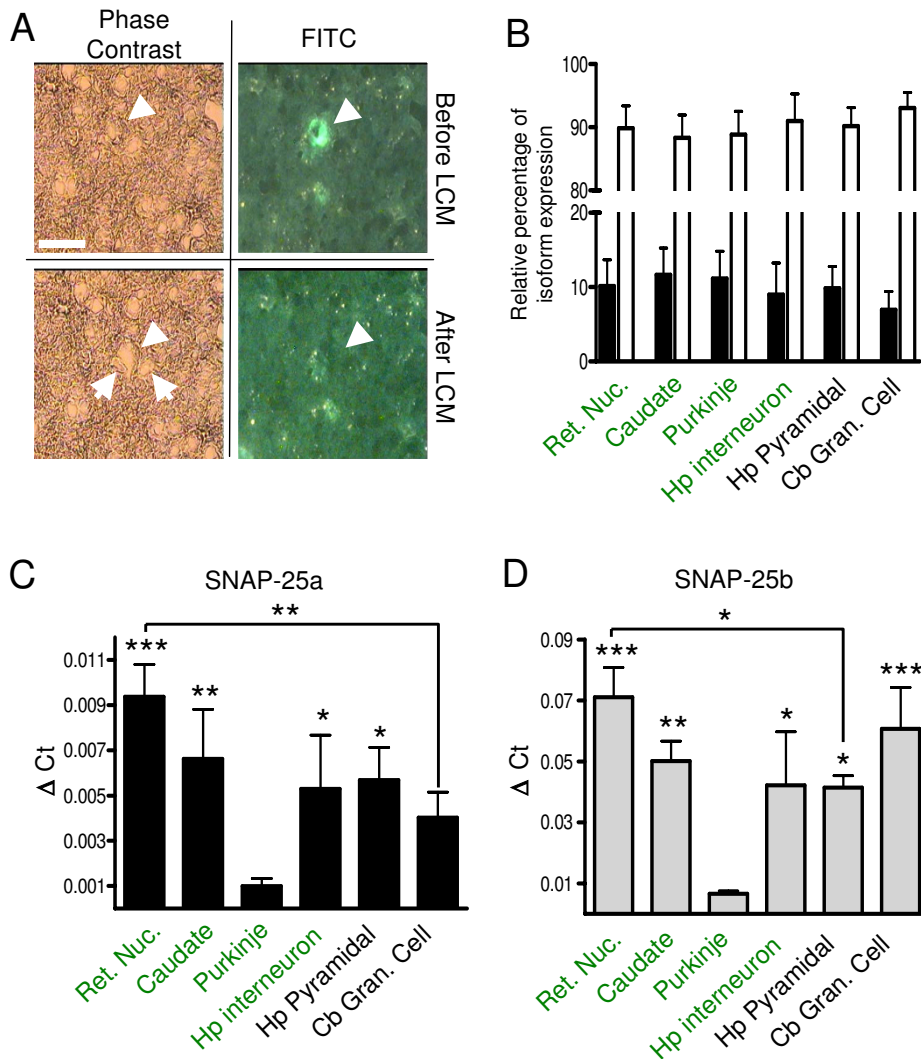 A
Phase
Contrast
FITC
Before LCM
After LCM
B
Relative percentage of
isoform expression
100
90
80
20
10
0
Ret. Nuc.
Caudate
Purkinje
Hp interneuron
Hp Pyramidal
Cb Gran. Cell
C
SNAP-25a
**
Δ Ct
0.011
0.009
0.007
0.005
0.003
0.001
***
**
*
*
Ret. Nuc.
Caudate
Purkinje
Hp interneuron
Hp Pyramidal
Cb Gran. Cell
D
SNAP-25b
*
Δ Ct
0.09
0.07
0.05
0.03
0.01
***
**
*
*
***
Ret. Nuc.
Caudate
Purkinje
Hp interneuron
Hp Pyramidal
Cb Gran. Cell